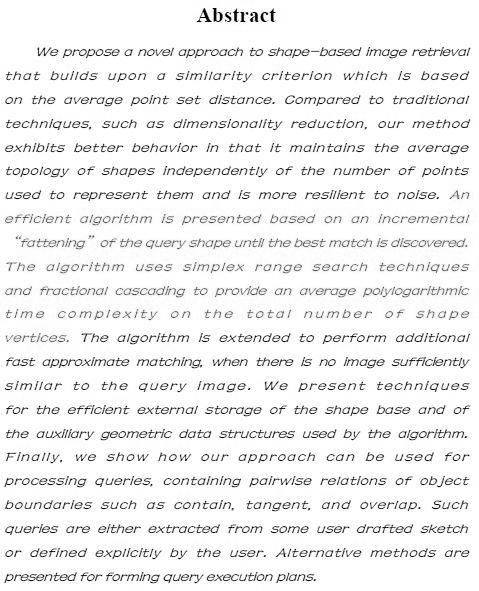 Abstract
We propose a novel approach to shape-based image retrieval
that builds upon a similarity criterion which is based
on the average point set distance. Compared to traditional
techniques, such as dimensionality reduction, our method
exhibits better behavior in that it maintains the average
topology of shapes independently of the number of points
used to represent them and is more resilient to noise. An
efficient algorithm is presented based on an incremental
“fattening” of the query shape until the best match is discovered.
The algorithm uses simplex range search techniques
and fractional cascading to provide an average polylogarithmic
time complexity on the total number of shape
vertices. The algorithm is extended to perform additional
fast approximate matching, when there is no image sufficiently
similar to the query image. We present techniques
for the efficient external storage of the shape base and of
the auxiliary geometric data structures used by the algorithm.
Finally, we show how our approach can be used for
processing queries, containing pairwise relations of object
boundaries such as contain, tangent, and overlap. Such
queries are either extracted from some user drafted sketch
or defined explicitly by the user. Alternative methods are
presented for forming query execution plans.